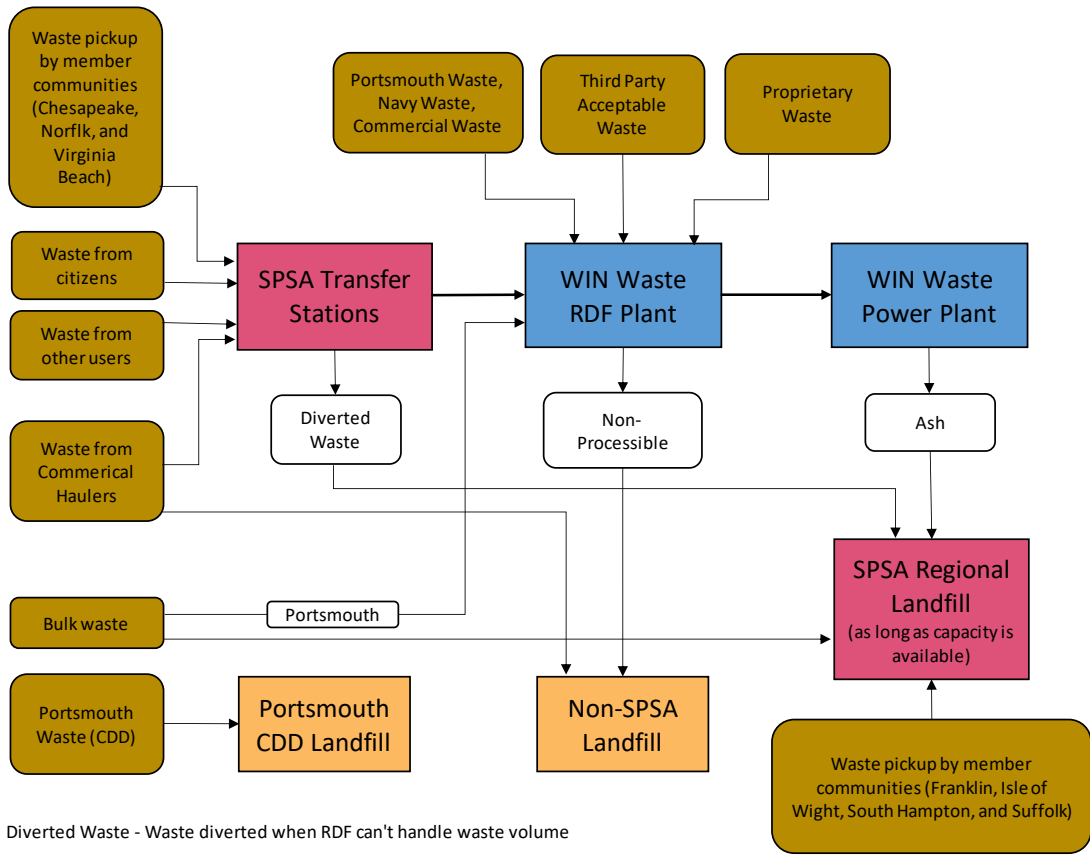 Waste pickup
by member
communities
(Chesapeake,
Norflk, and
Virginia
Beach)
Portsmouth Waste,
Navy Waste,
Commercial Waste
Third Party
Acceptable
Waste
Proprietary
Waste
Waste from
citizens
SPSA Transfer
Stations
WIN Waste
RDF Plant
WIN Waste
Power Plant
Waste from
other users
Diverted
Waste
Non-
Processible
Ash
Waste from
Commerical
Haulers
SPSA Regional
Landfill
(as long as capacity is
available)
Bulk waste
Portsmouth
Portsmouth
Waste (CDD)
Portsmouth
CDD Landfill
Non-SPSA
Landfill
Waste pickup by member
communities (Franklin, Isle of
Wight, South Hampton, and Suffolk)
Diverted Waste - Waste diverted when RDF can't handle waste volume